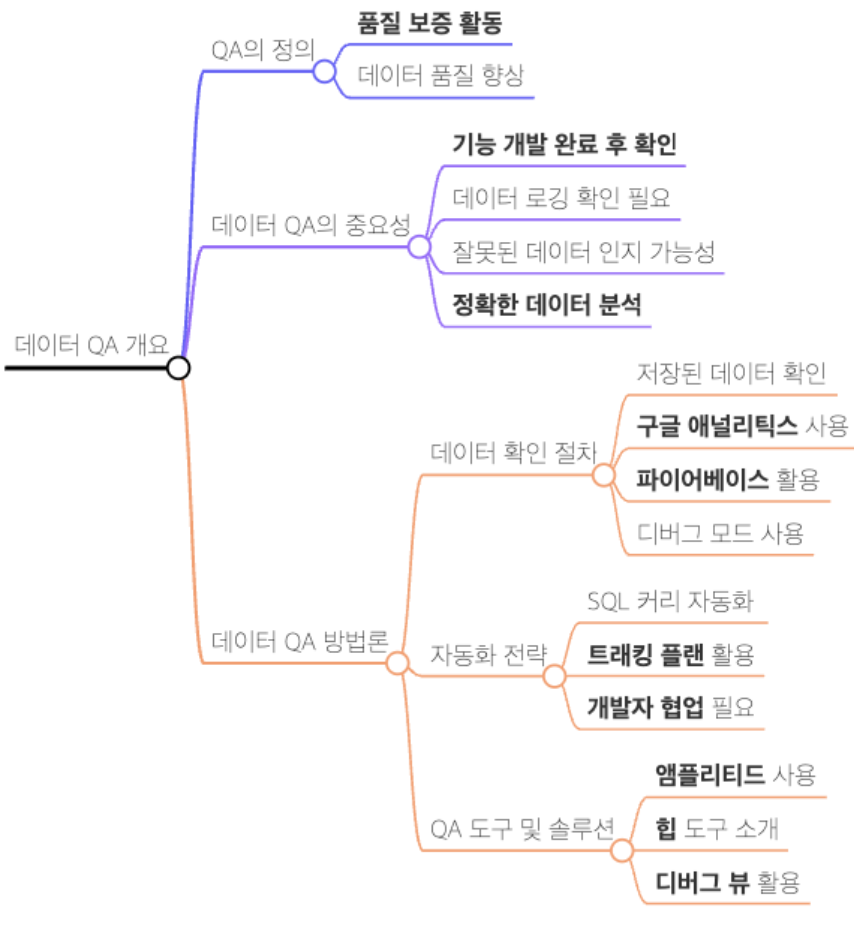 데이터 QA 개요
QA의 정의
품질 보증 활동
데이터 품질 향상
데이터 QA의 중요성
기능 개발 완료 후 확인
데이터 로깅 확인 필요
잘못된 데이터 인지 가능성
정확한 데이터 분석
데이터 QA 방법론
데이터 확인 절차
저장된 데이터 확인
구글 애널리틱스 사용
파이어베이스 활용
디버그 모드 사용
자동화 전략
SQL 커리 자동화
트래킹 플랜 활용
개발자 협업 필요
QA 도구 및 솔루션
앰플리티드 사용
힙 도구 소개
디버그 뷰 활용